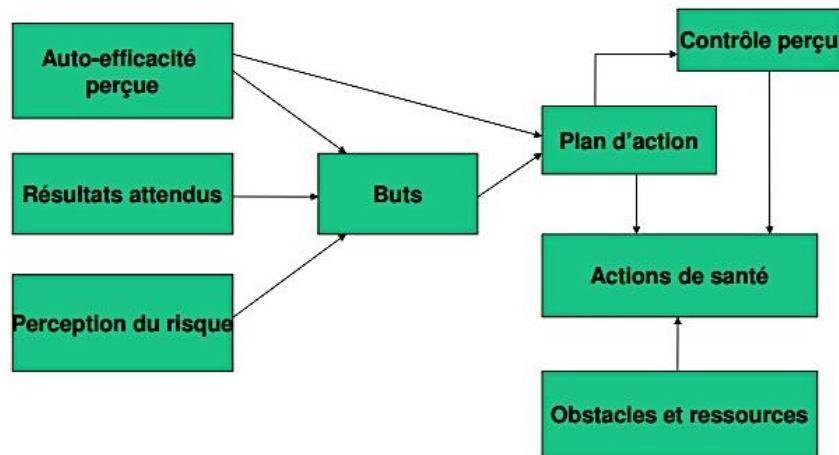 Auto-efficacité
perçue
Contrôle perçu
Plan d'action
Résultats attendus
Buts
Actions de santé
Perception du risque
Obstacles et ressources